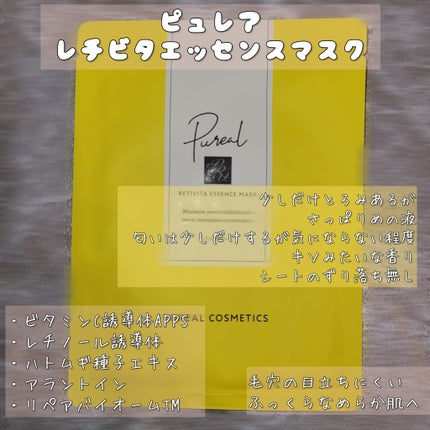 ピュレア
レチビタエッセンスマスク
Pureal
RETIVITA ESSENCE MASK
Minimize pores
reveal
少しだけとろみあるが
さっぱりめの液
匂いは少しだけするが気にならない程度
キソみたいな香り
シートのずり落ち無し
EAL COSMETICS
・ビタミンC誘導体APPS
・レチノール誘導体
・ハトムギ種子エキス
・アラントイン
・リペアバイオームTM
毛穴の目立ちにくい
ふっくらなめらか肌へ